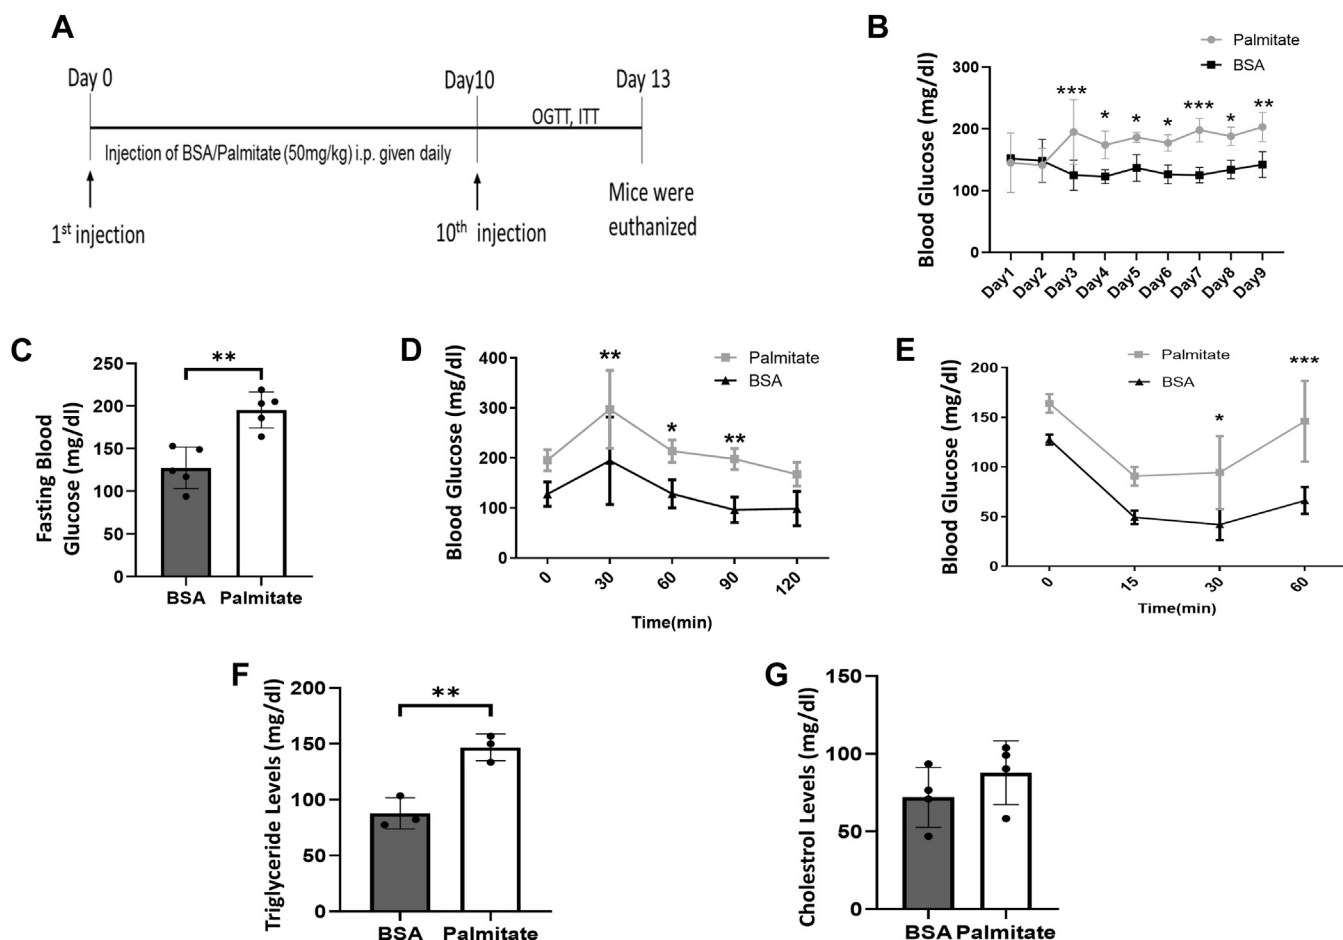 A
Day 0
Day10
Day 13
OGTT, ITT
Injection of BSA/Palmitate (50mg/kg) i.p. given daily
1st injection
10th injection
Mice were
euthanized
B
Palmitate
BSA
Blood Glucose (mg/dl)
300
200
100
0
***
*
*
*
***
*
**
Day1
Day2
Day3
Day4
Day5
Day6
Day7
Day8
Day9
C
Fasting Blood
Glucose (mg/dl)
250
200
150
100
50
0
**
BSA
Palmitate
D
Palmitate
BSA
Blood Glucose (mg/dl)
400
300
200
100
0
**
*
**
0
30
60
90
120
Time(min)
E
Palmitate
BSA
Blood Glucose (mg/dl)
200
150
100
50
0
*
***
0
15
30
60
Time(min)
F
Triglyceride Levels (mg/dl)
200
150
100
50
0
**
BSA
Palmitate
G
Cholestrol Levels (mg/dl)
150
100
50
0
BSA
Palmitate